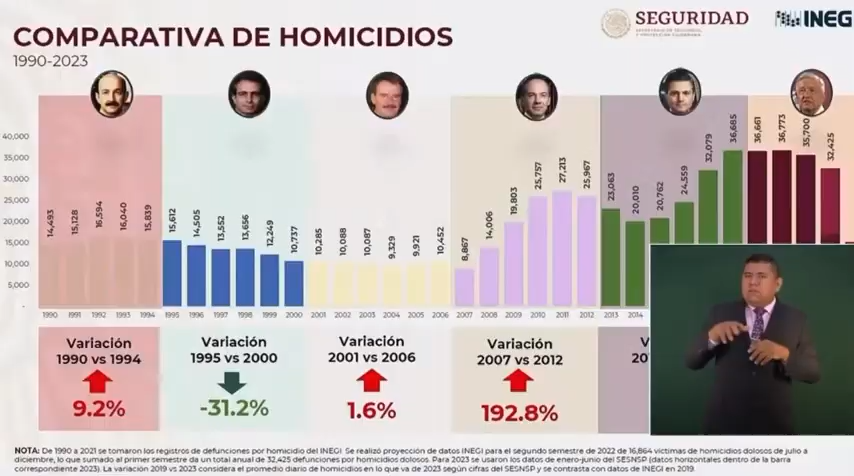 COMPARATIVA DE HOMICIDIOS
1990-2023
SEGURIDAD
SECRETARÍA DE SEGURIDAD
Y PROTECCIÓN CIUDADANA
INEG
40,000
35,000
30,000
25,000
20,000
15,000
10,000
5,000
-
14,493 15,128 16,594 16,040 15,839 15,612 14,505 13,552 13,656 12,249 10,737 10,285 10,088 10,087 9,329 9,921 10,452 8,867 14,006 19,803 25,757 27,213 25,967 23,063 20,010 20,762 24,559 32,079 36,685 36,661 36,773 35,700 32,425
1990 1991 1992 1993 1994 1995 1996 1997 1998 1999 2000 2001 2002 2003 2004 2005 2006 2007 2008 2009 2010 2011 2012 2013 2014
Variación
1990 vs 1994
9.2%
Variación
1995 vs 2000
-31.2%
Variación
2001 vs 2006
1.6%
Variación
2007 vs 2012
192.8%
V
20
NOTA. De 1990 a 2021 se tomaron los registros de defunciones por homicidio del INEGI. Se realizó proyección de datos INEGI para el segundo semestre de 2022 de 16,864 víctimas de homicidios dolosos de julio a
diciembre, lo que sumado al primer semestre da un total anual de 32,425 defunciones por homicidios dolosos. Para 2023 se usaron los datos de enero-junio del SESNSP (datos horizontales dentro de la barra
correspondiente 2023). La variación 2019 vs 2023 considera el promedio diario de homicidios en lo que va de 2023 según cifras del SESNSP y se contrasta con datos de INEGI en 2019.